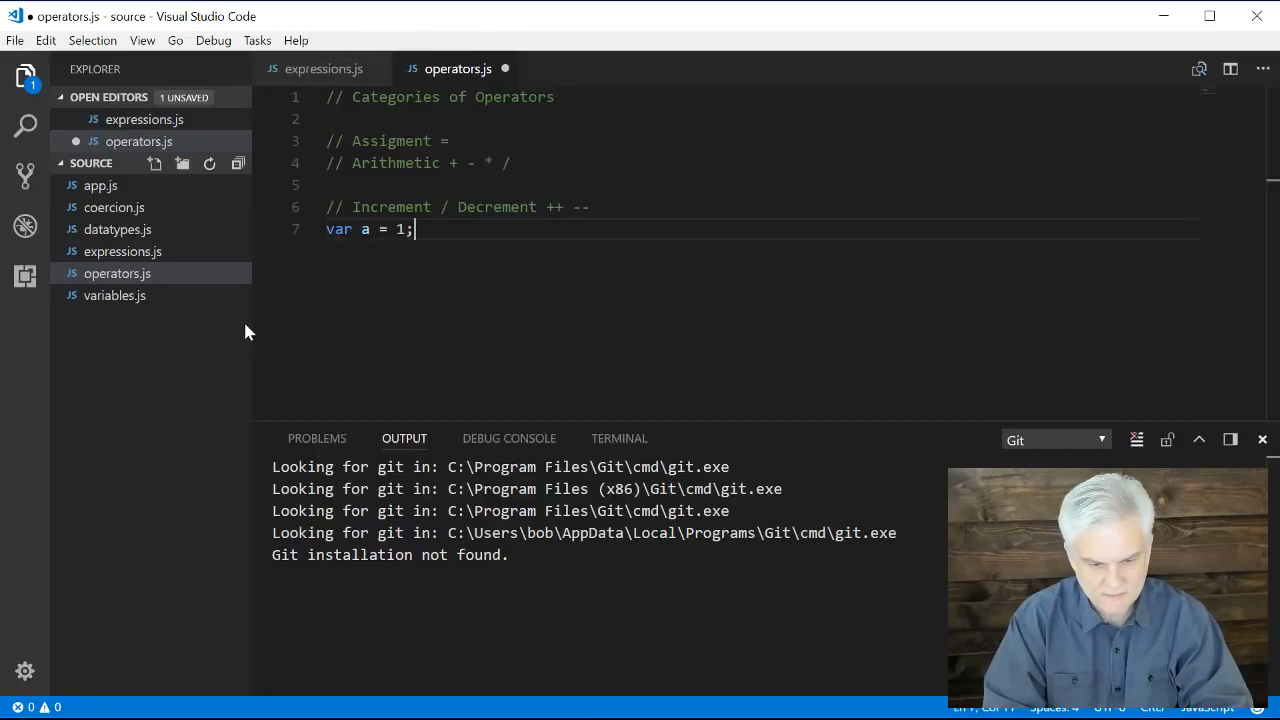 ● operators.js - source - Visual Studio Code
File Edit Selection View Go Debug Tasks Help
EXPLORER
JS expressions.js
JS operators.js
OPEN EDITORS 1 UNSAVED
JS expressions.js
JS operators.js
SOURCE
JS app.js
JS coercion.js
JS datatypes.js
JS expressions.js
JS operators.js
JS variables.js
1
1 // Categories of Operators
2
3 // Assigment =
4 // Arithmetic + - * /
5
6 // Increment / Decrement ++ --
7 var a = 1;
PROBLEMS OUTPUT DEBUG CONSOLE TERMINAL
Git
Looking for git in: C:\Program Files\Git\cmd\git.exe
Looking for git in: C:\Program Files (x86)\Git\cmd\git.exe
Looking for git in: C:\Program Files\Git\cmd\git.exe
Looking for git in: C:\Users\bob\AppData\Local\Programs\Git\cmd\git.exe
Git installation not found.
0 0